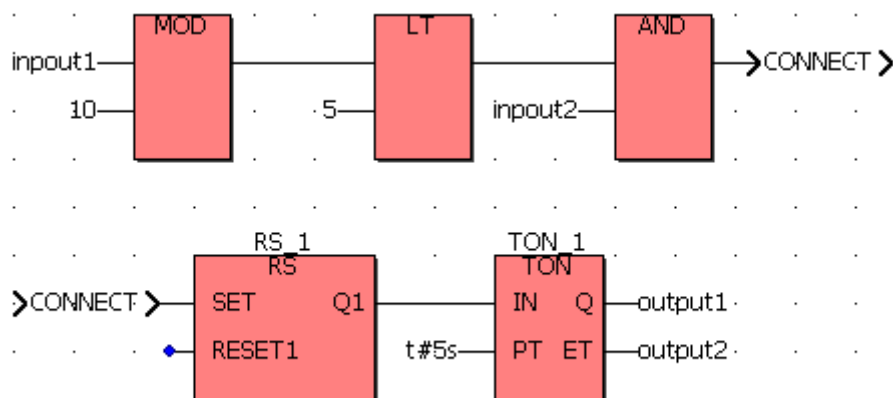 MOD LT AND
inpout1 CONNECT
10 5 inpout2
RS_1 TON_1
RS TON
CONNECT SET Q1 IN Q output1
RESET1 t#5s PT ET output2